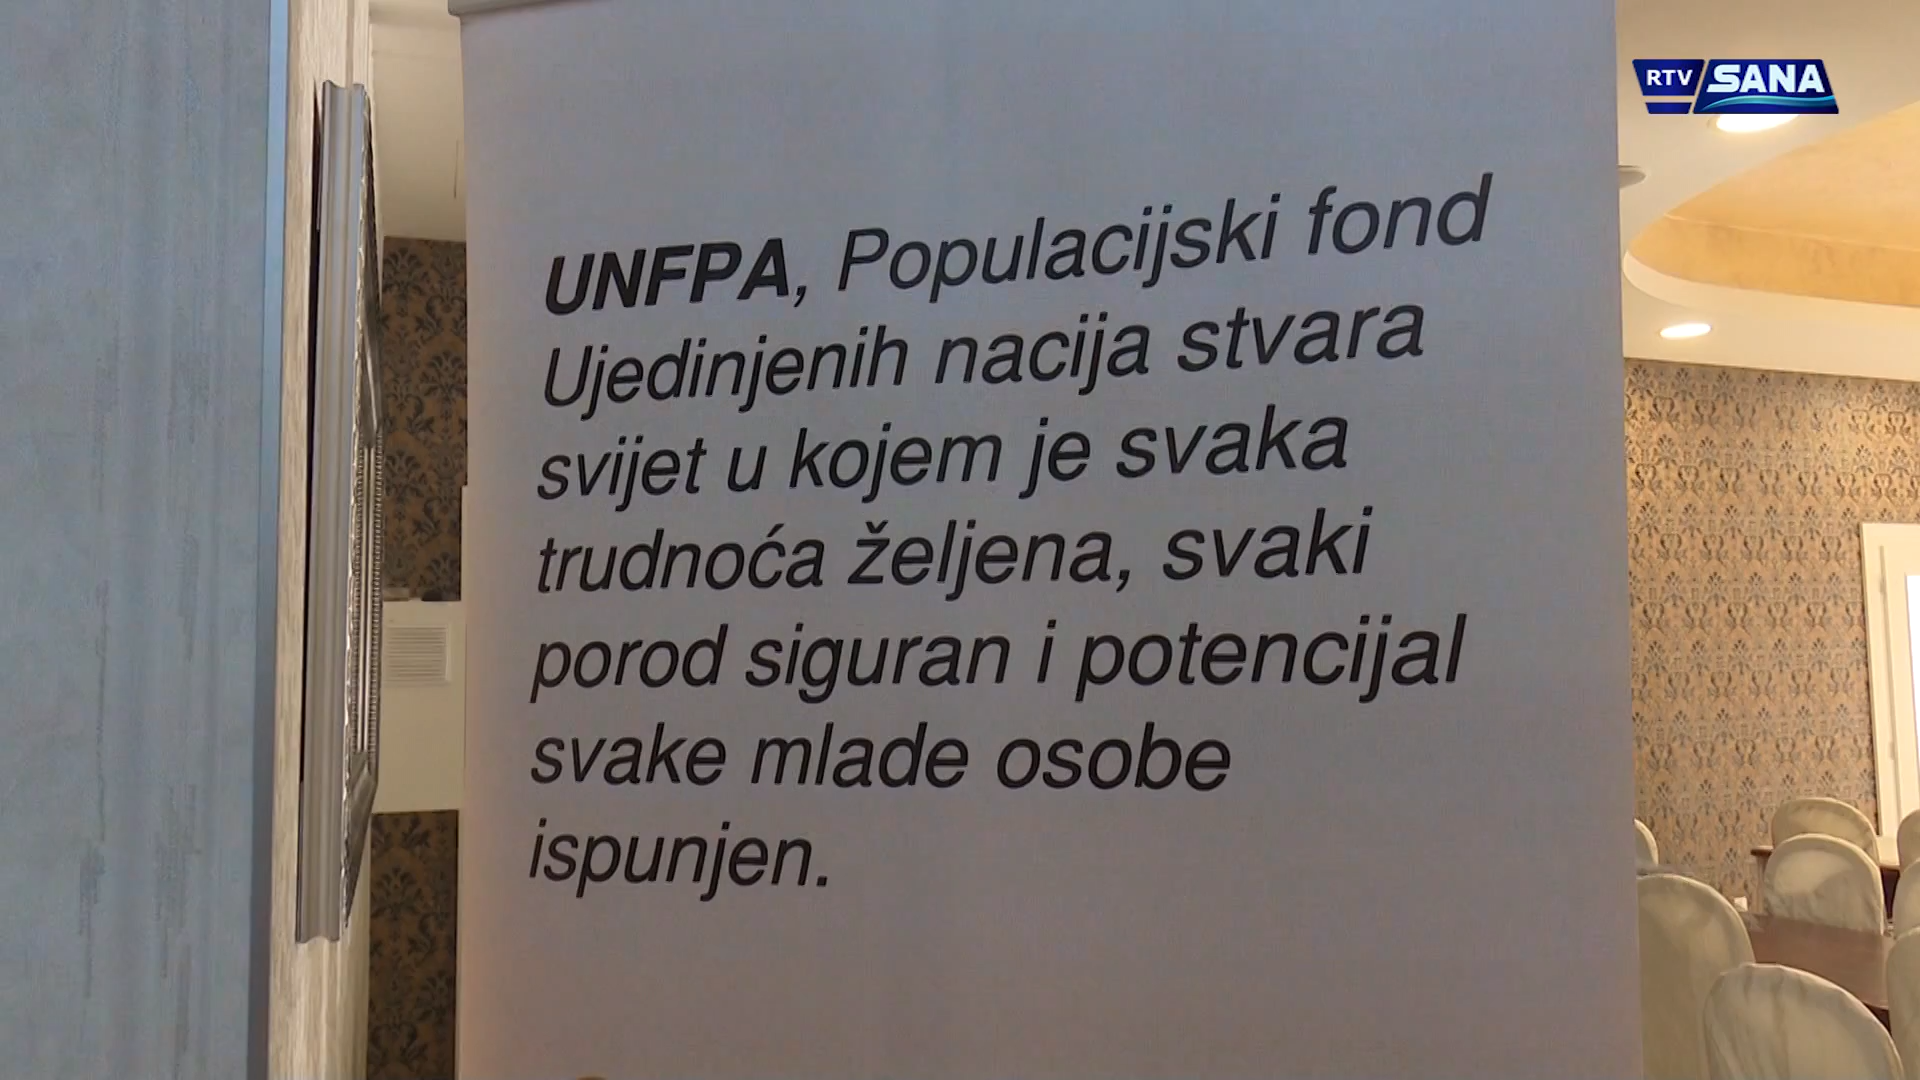 RTV SANA
UNFPA, Populacijski fond
Ujedinjenih nacija stvara
svijet u kojem je svaka
trudnoća željena, svaki
porod siguran i potencijal
svake mlade osobe
ispunjen.